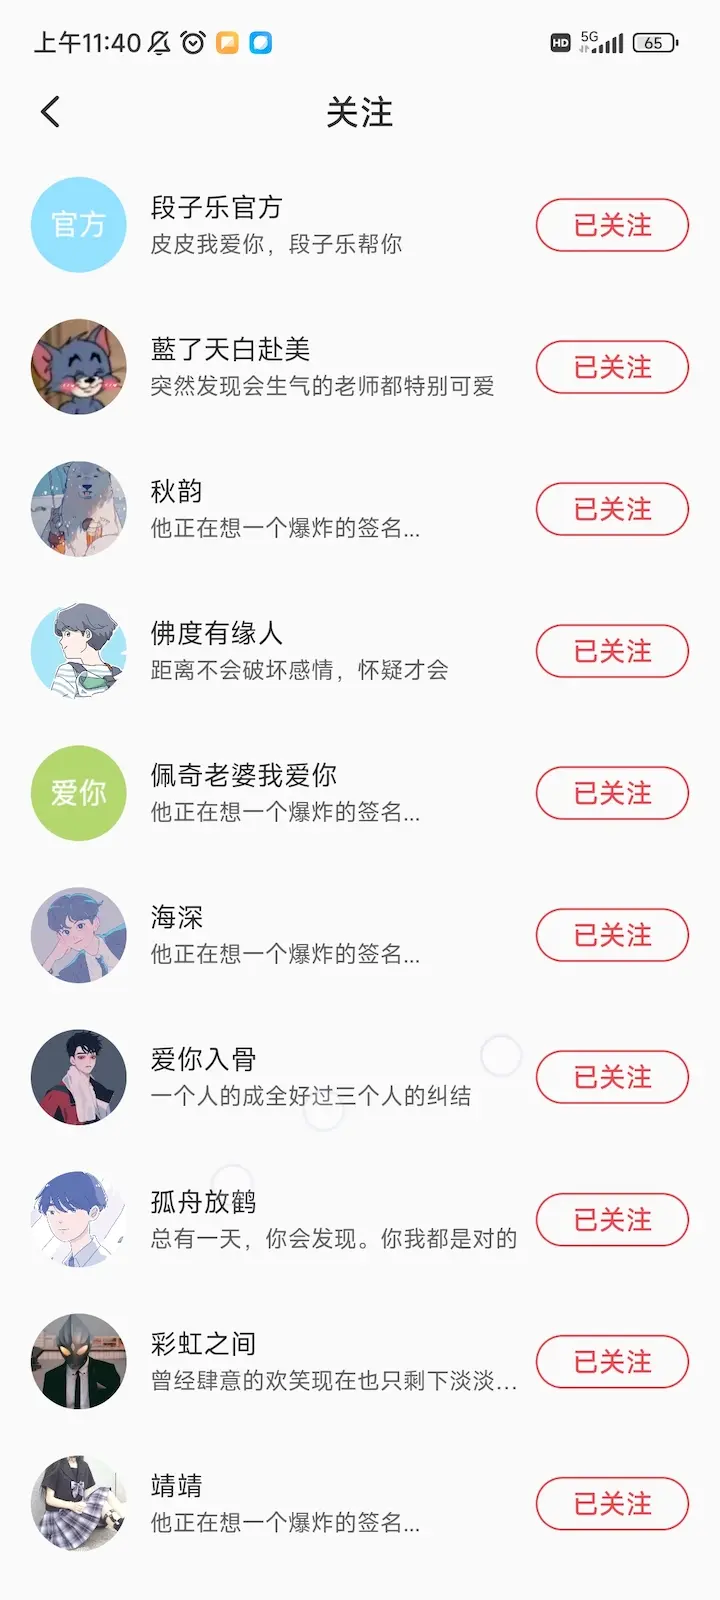 上午11:40
HD 5G 65
关注
官方
段子乐官方
皮皮我爱你，段子乐帮你
已关注
藍了天白赴美
突然发现会生气的老师都特别可爱
已关注
秋韵
他正在想一个爆炸的签名...
已关注
佛度有缘人
距离不会破坏感情，怀疑才会
已关注
爱你
佩奇老婆我爱你
他正在想一个爆炸的签名...
已关注
海深
他正在想一个爆炸的签名...
已关注
爱你入骨
一个人的成全好过三个人的纠结
已关注
孤舟放鹤
总有一天，你会发现。你我都是对的
已关注
彩虹之间
曾经肆意的欢笑现在也只剩下淡淡...
已关注
靖靖
他正在想一个爆炸的签名...
已关注